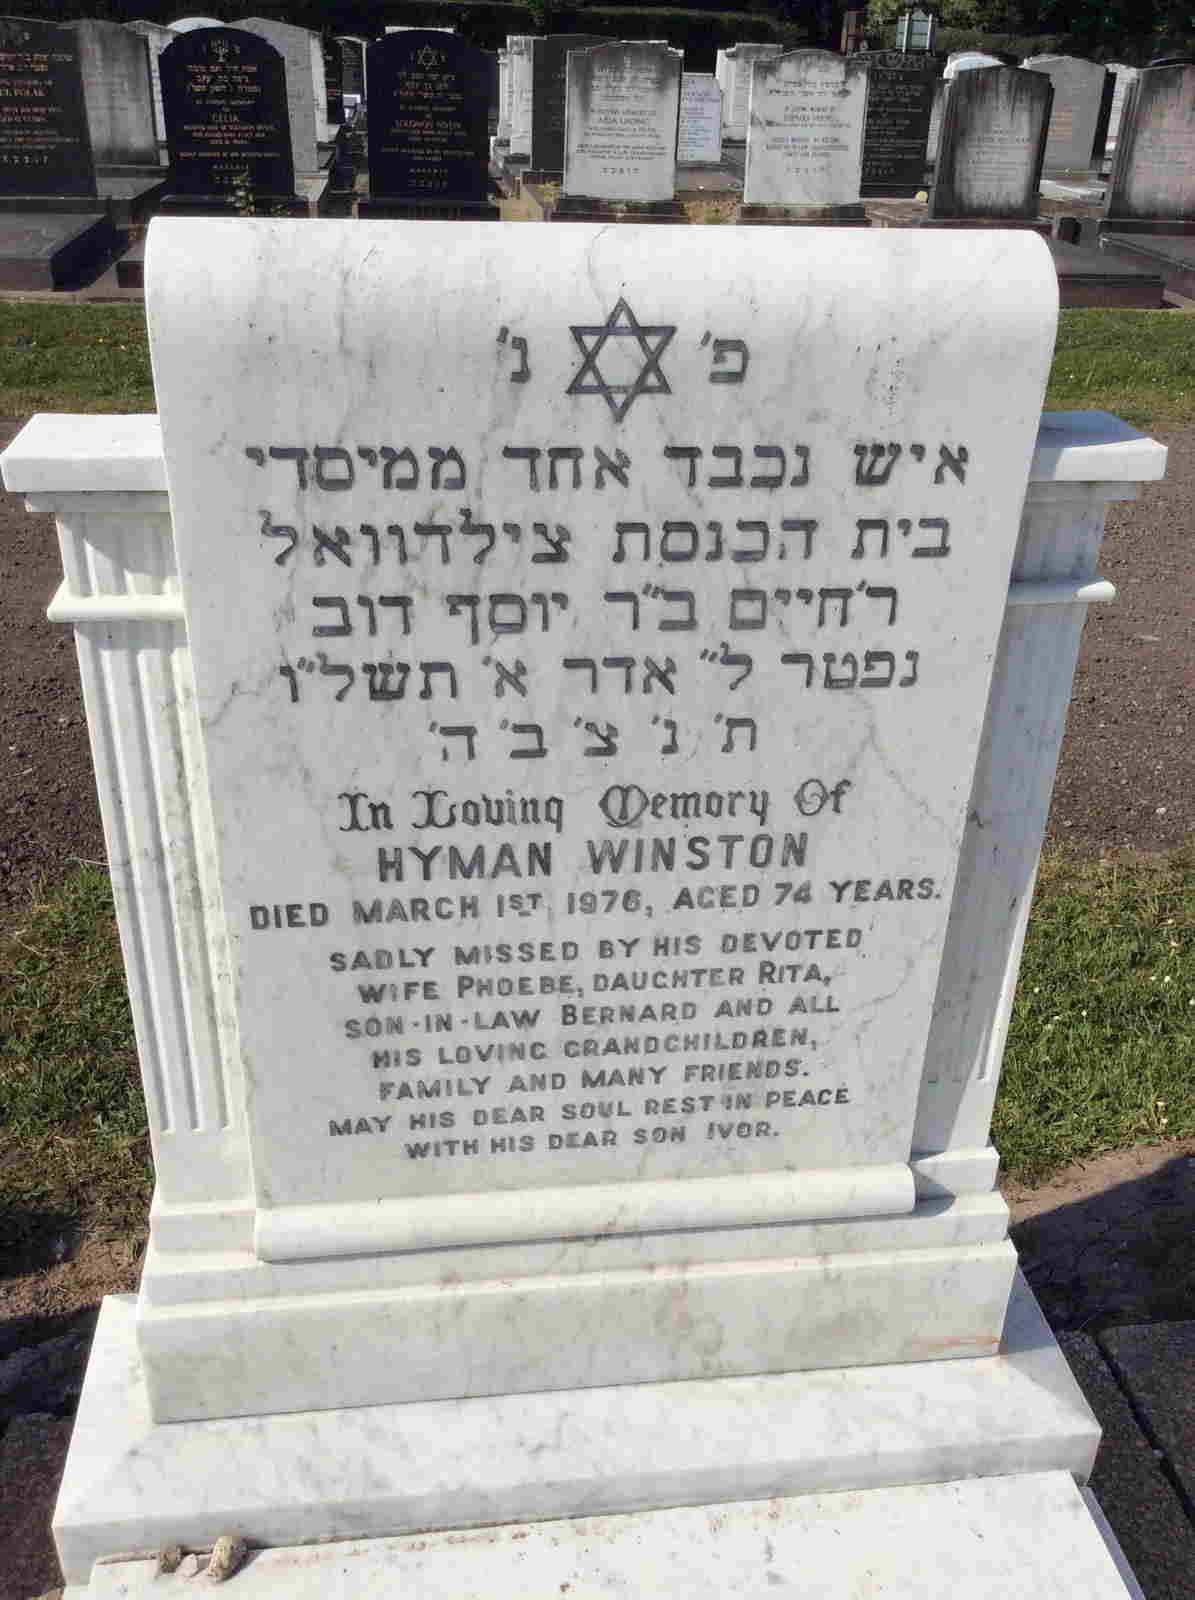 פ' נ'
איש נכבד אחד ממיסדי
בית הכנסת צילדוואל
ר'חיים ב"ר יוסף דוב
נפטר ל" אדר א' תשל"ו
ת' נ' צ' ב' ה'
In Loving Memory Of
HYMAN WINSTON
DIED MARCH 1ST, 1976, AGED 74 YEARS.
SADLY MISSED BY HIS DEVOTED
WIFE PHOEBE, DAUGHTER RITA,
SON-IN-LAW BERNARD AND ALL
HIS LOVING GRANDCHILDREN,
FAMILY AND MANY FRIENDS.
MAY HIS DEAR SOUL REST IN PEACE
WITH HIS DEAR SON IVOR.
CELIA
SOLOMON